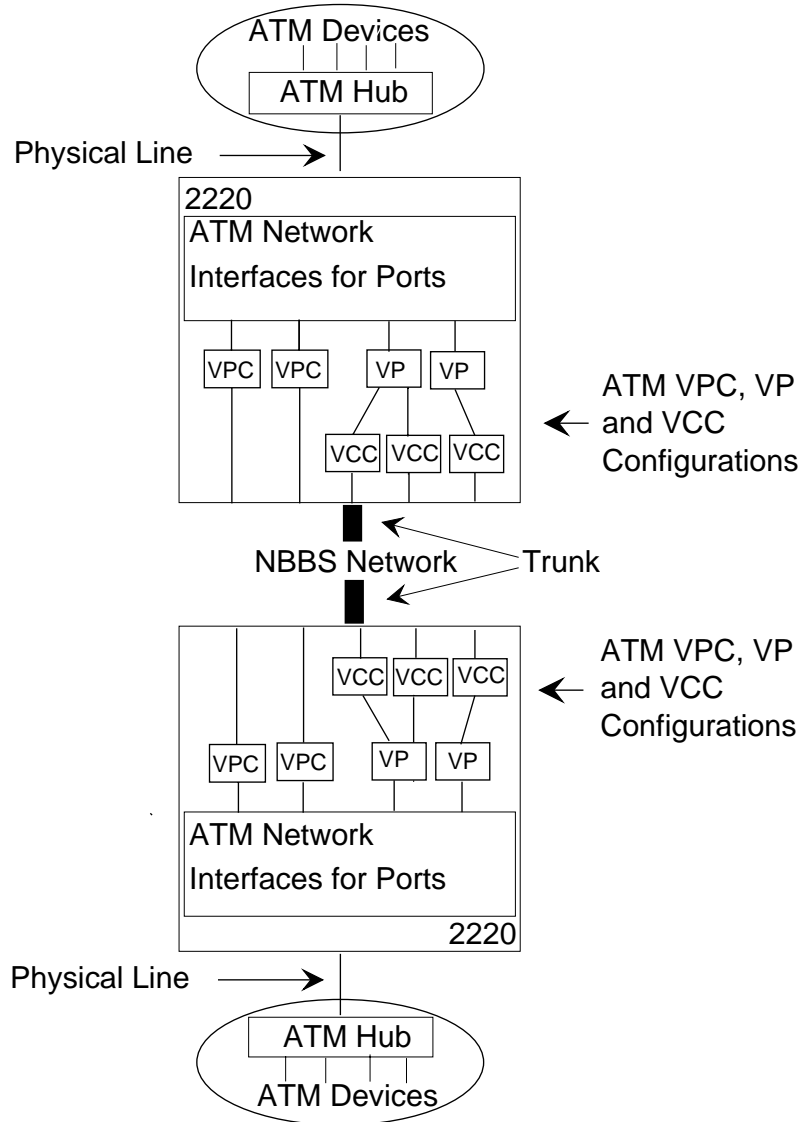 ATM Devices
ATM Hub
Physical Line
2220
ATM Network
Interfaces for Ports
VPC VPC VP VP
ATM VPC, VP
and VCC
Configurations
VCC VCC VCC
NBBS Network Trunk
VCC VCC VCC
ATM VPC, VP
and VCC
Configurations
VPC VPC VP VP
ATM Network
Interfaces for Ports
2220
Physical Line
ATM Hub
ATM Devices